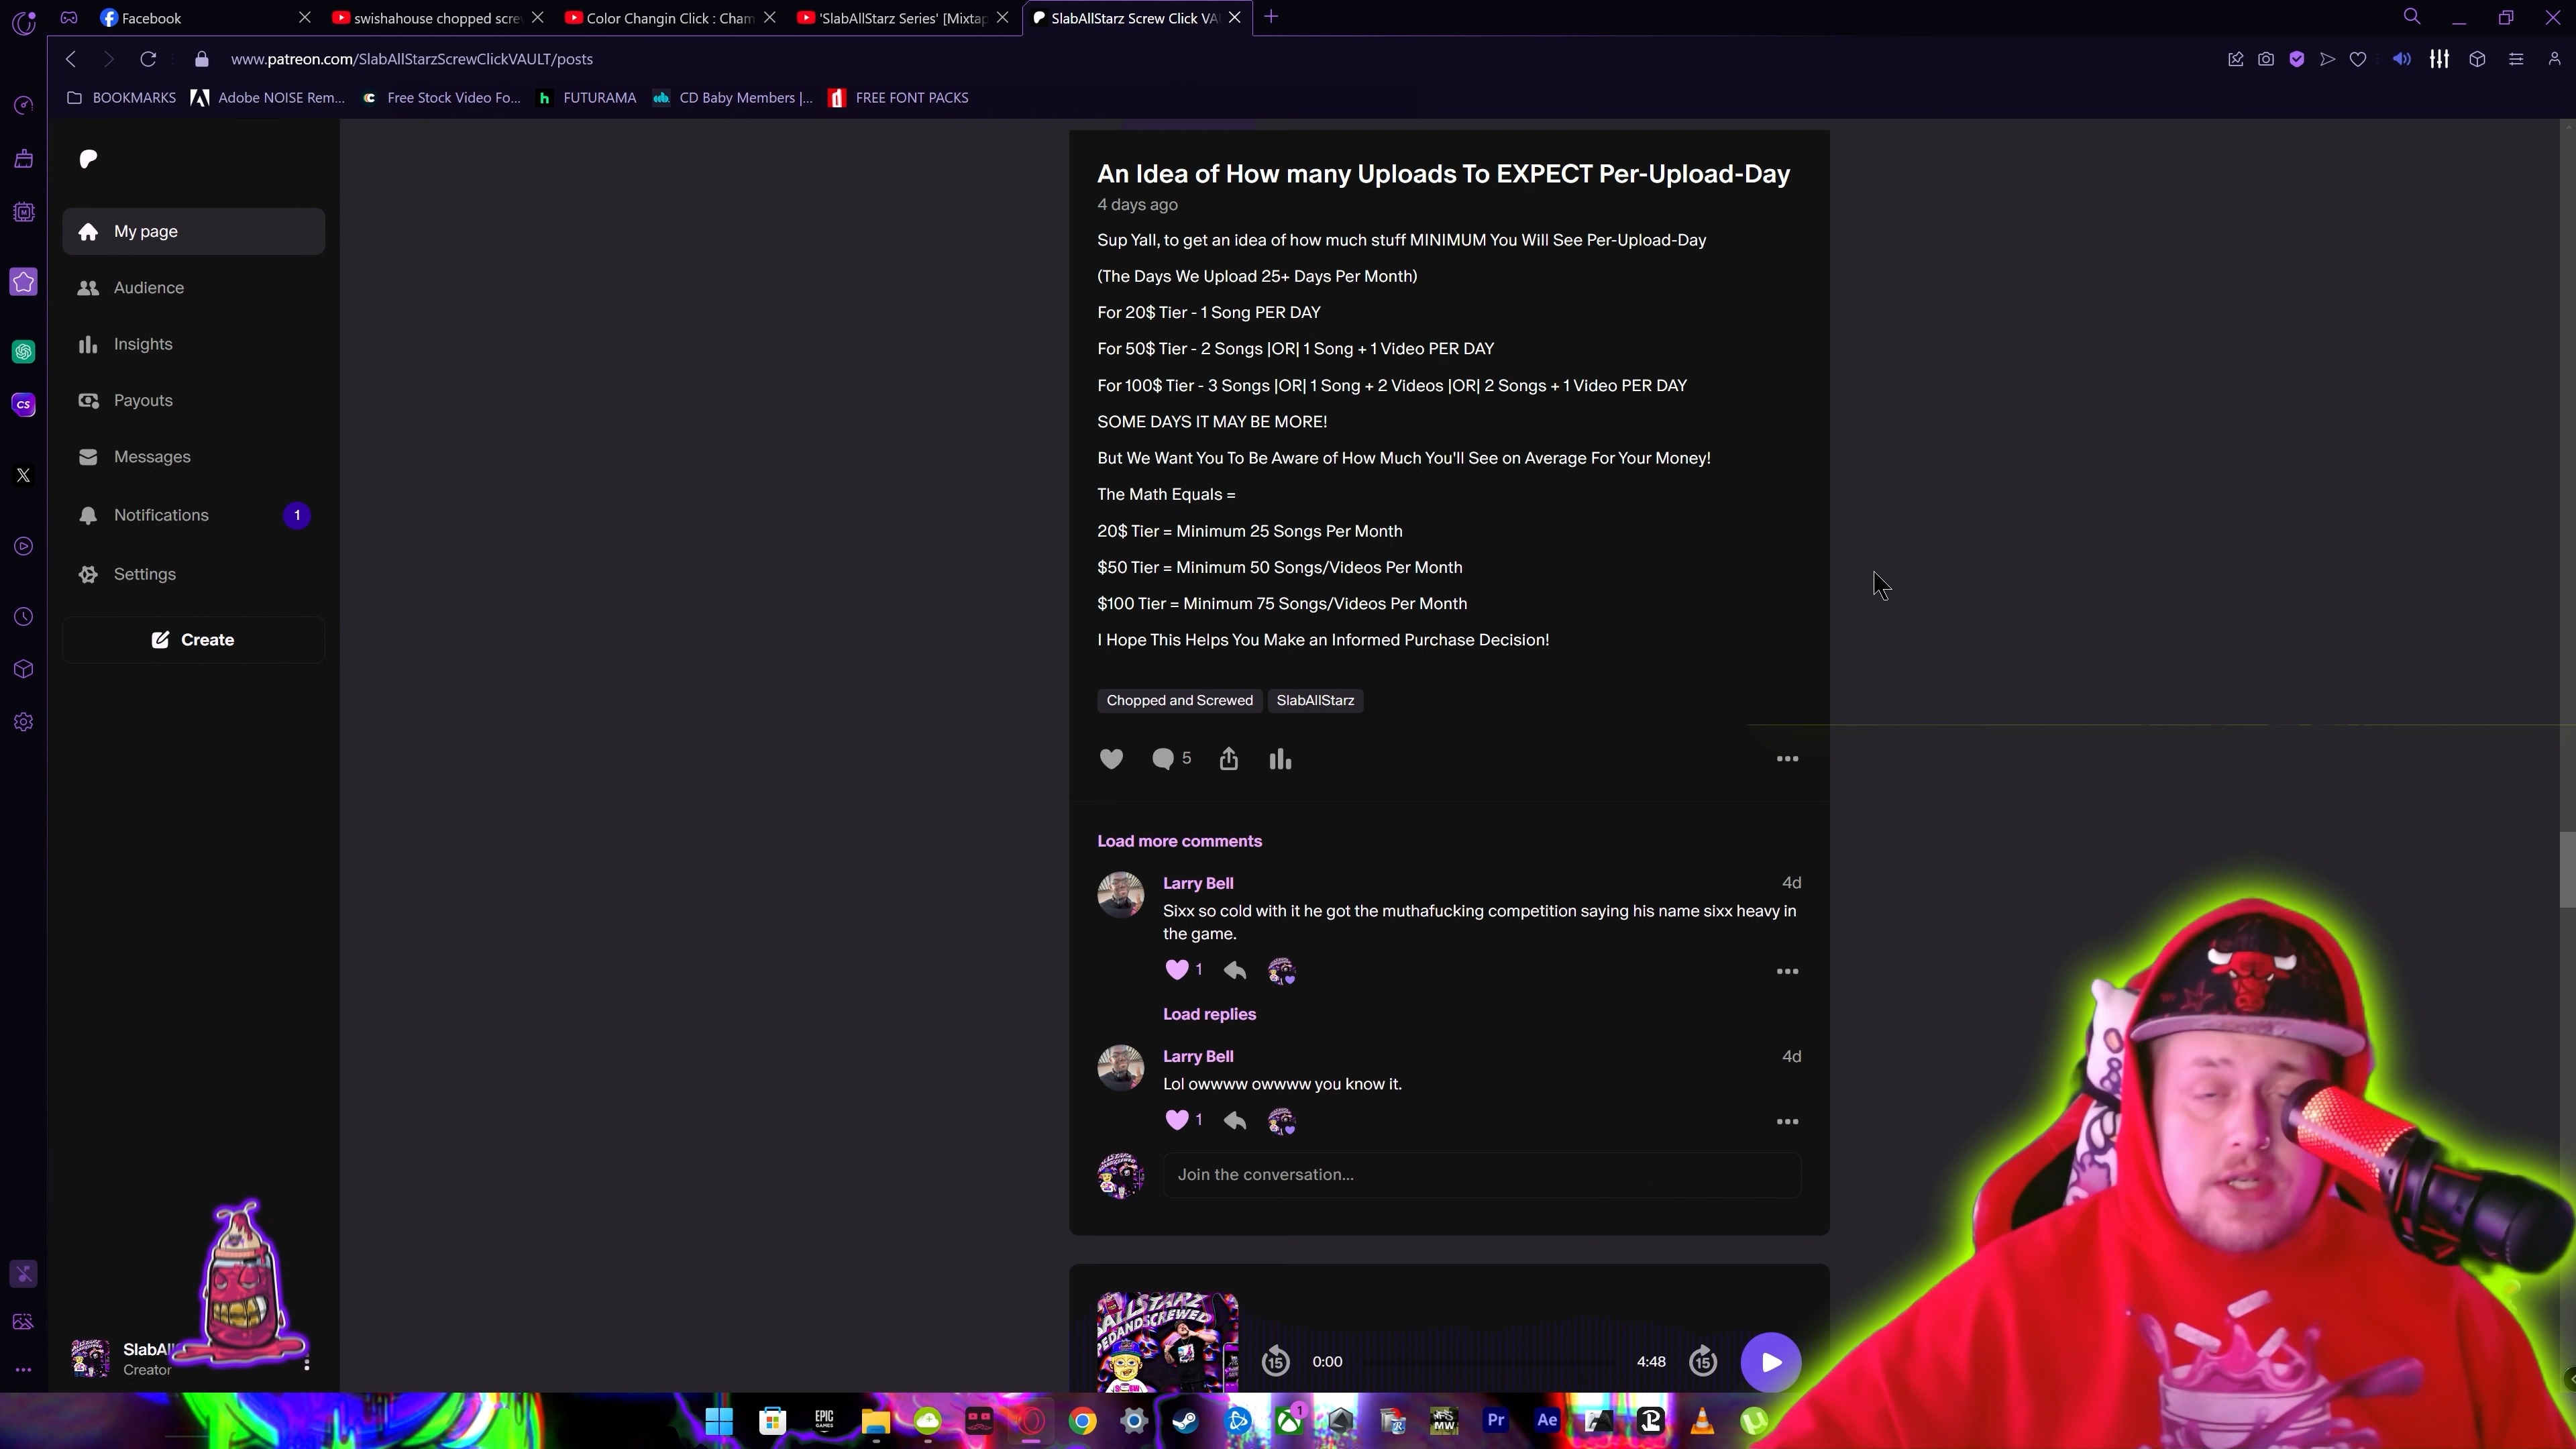 Facebook
swishahouse chopped scre
Color Changin Click : Cham
'SlabAllStarz Series' [Mixtap
SlabAllStarz Screw Click VA
www.patreon.com/SlabAllStarzScrewClickVAULT/posts
BOOKMARKS
Adobe NOISE Rem...
Free Stock Video Fo...
FUTURAMA
CD Baby Members |...
FREE FONT PACKS
My page
Audience
Insights
Payouts
Messages
Notifications 1
Settings
Create
An Idea of How many Uploads To EXPECT Per-Upload-Day
4 days ago
Sup Yall, to get an idea of how much stuff MINIMUM You Will See Per-Upload-Day
(The Days We Upload 25+ Days Per Month)
For 20$ Tier - 1 Song PER DAY
For 50$ Tier - 2 Songs |OR| 1 Song + 1 Video PER DAY
For 100$ Tier - 3 Songs |OR| 1 Song + 2 Videos |OR| 2 Songs + 1 Video PER DAY
SOME DAYS IT MAY BE MORE!
But We Want You To Be Aware of How Much You'll See on Average For Your Money!
The Math Equals =
20$ Tier = Minimum 25 Songs Per Month
$50 Tier = Minimum 50 Songs/Videos Per Month
$100 Tier = Minimum 75 Songs/Videos Per Month
I Hope This Helps You Make an Informed Purchase Decision!
Chopped and Screwed
SlabAllStarz
5
Load more comments
Larry Bell 4d
Sixx so cold with it he got the muthafucking competition saying his name sixx heavy in
the game.
1
Load replies
Larry Bell 4d
Lol owwww owwww you know it.
1
Join the conversation...
ALLSTARZ
EDANDSCREWED
15 0:00 4:48 15
SlabAll
Creator
CS
EPIC GAMES
1
MW
Pr
Ae